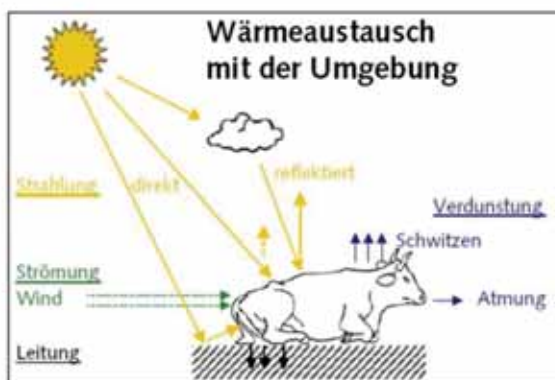 Wärmeaustausch
mit der Umgebung
Strahlung
direkt
reflektiert
Verdunstung
Schwitzen
Strömung
Wind
Atmung
Leitung